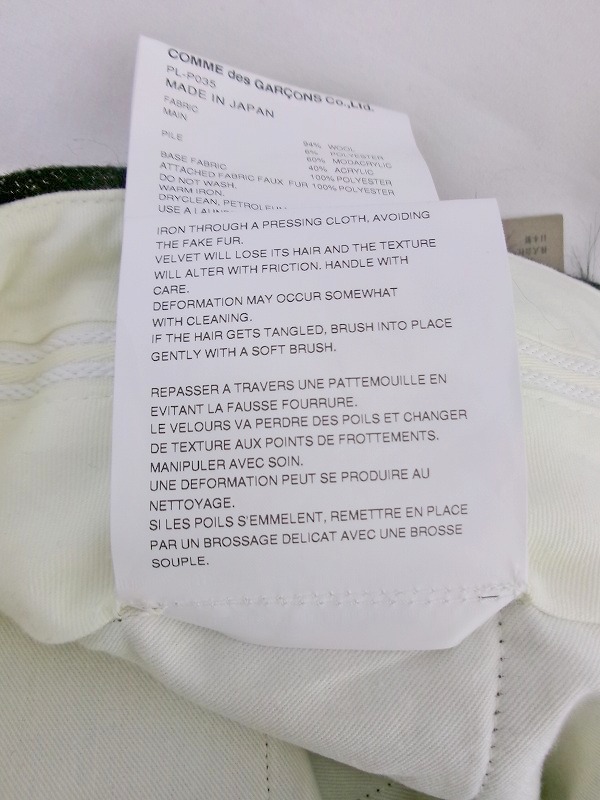 COMME des GARÇONS Co.,Ltd.
PL-P035
MADE IN JAPAN
FABRIC
MAIN
94% WOOL
6% POLYESTER
PILE
60% MODACRYLIC
40% ACRYLIC
BASE FABRIC
100% POLYESTER
ATTACHED FABRIC FAUX FUR 100% POLYESTER
DO NOT WASH.
WARM IRON.
DRYCLEAN, PETROLEUM
USE A LAUN
IRON THROUGH A PRESSING CLOTH, AVOIDING
THE FAKE FUR.
VELVET WILL LOSE ITS HAIR AND THE TEXTURE
WILL ALTER WITH FRICTION. HANDLE WITH
CARE.
DEFORMATION MAY OCCUR SOMEWHAT
WITH CLEANING.
IF THE HAIR GETS TANGLED, BRUSH INTO PLACE
GENTLY WITH A SOFT BRUSH.
REPASSER A TRAVERS UNE PATTEMOUILLE EN
EVITANT LA FAUSSE FOURRURE.
LE VELOURS VA PERDRE DES POILS ET CHANGER
DE TEXTURE AUX POINTS DE FROTTEMENTS.
MANIPULER AVEC SOIN.
UNE DEFORMATION PEUT SE PRODUIRE AU
NETTOYAGE.
SI LES POILS S'EMMELENT, REMETTRE EN PLACE
PAR UN BROSSAGE DELICAT AVEC UNE BROSSE
SOUPLE.